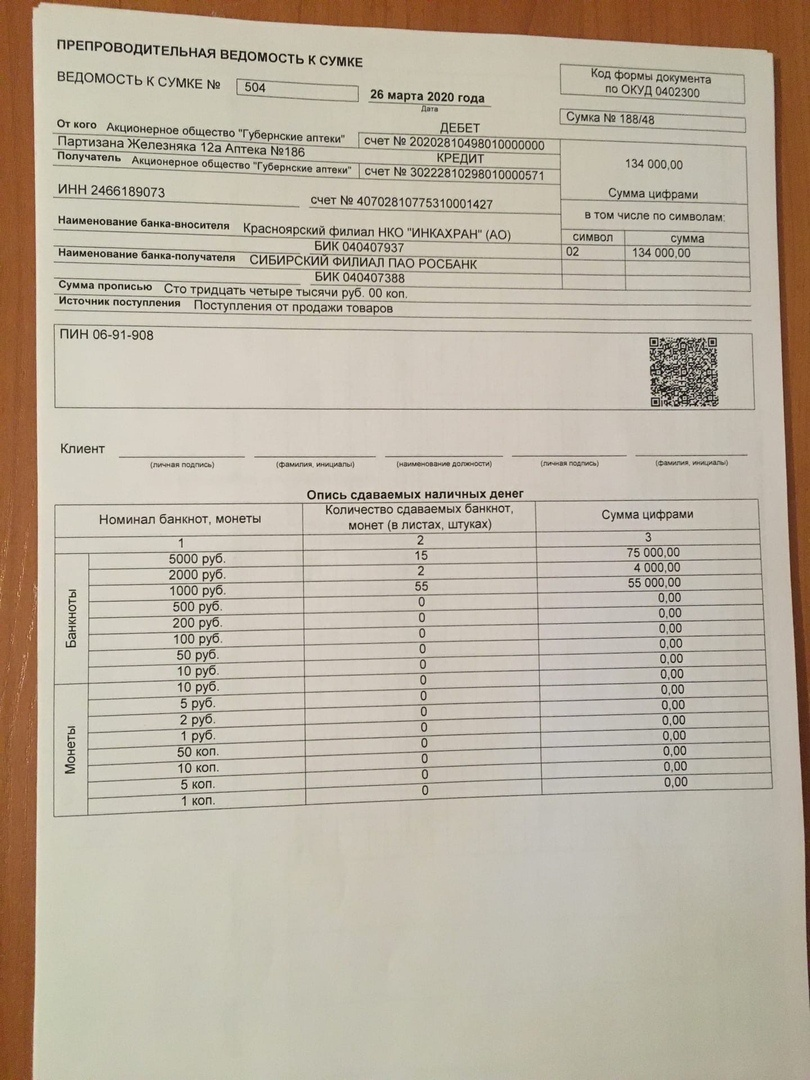 ПРЕПРОВОДИТЕЛЬНАЯ ВЕДОМОСТЬ К СУМКЕ
ВЕДОМОСТЬ К СУМКЕ № 504
26 марта 2020 года
Дата
Код формы документа
по ОКУД 0402300
Сумка № 188/48
От кого Акционерное общество "Губернские аптеки"
Партизана Железняка 12а Аптека №186
ДЕБЕТ
счет № 20202810498010000000
Получатель Акционерное общество "Губернские аптеки"
КРЕДИТ
счет № 30222810298010000571
134 000,00
Сумма цифрами
ИНН 2466189073
счет № 40702810775310001427
в том числе по символам:
символ сумма
02 134 000,00
Наименование банка-вносителя Красноярский филиал НКО "ИНКАХРАН" (АО)
БИК 040407937
Наименование банка-получателя СИБИРСКИЙ ФИЛИАЛ ПАО РОСБАНК
БИК 040407388
Сумма прописью Сто тридцать четыре тысячи руб. 00 коп.
Источник поступления Поступления от продажи товаров
ПИН 06-91-908
Клиент
(личная подпись) (фамилия, инициалы) (наименование должности) (личная подпись) (фамилия, инициалы)
Опись сдаваемых наличных денег
Номинал банкнот, монеты
Количество сдаваемых банкнот,
монет (в листах, штуках)
Сумма цифрами
1 2 3
Банкноты
5000 руб. 15 75 000,00
2000 руб. 2 4 000,00
1000 руб. 55 55 000,00
500 руб. 0 0,00
200 руб. 0 0,00
100 руб. 0 0,00
50 руб. 0 0,00
10 руб. 0 0,00
Монеты
10 руб. 0 0,00
5 руб. 0 0,00
2 руб. 0 0,00
1 руб. 0 0,00
50 коп. 0 0,00
10 коп. 0 0,00
5 коп. 0 0,00
1 коп. 0 0,00